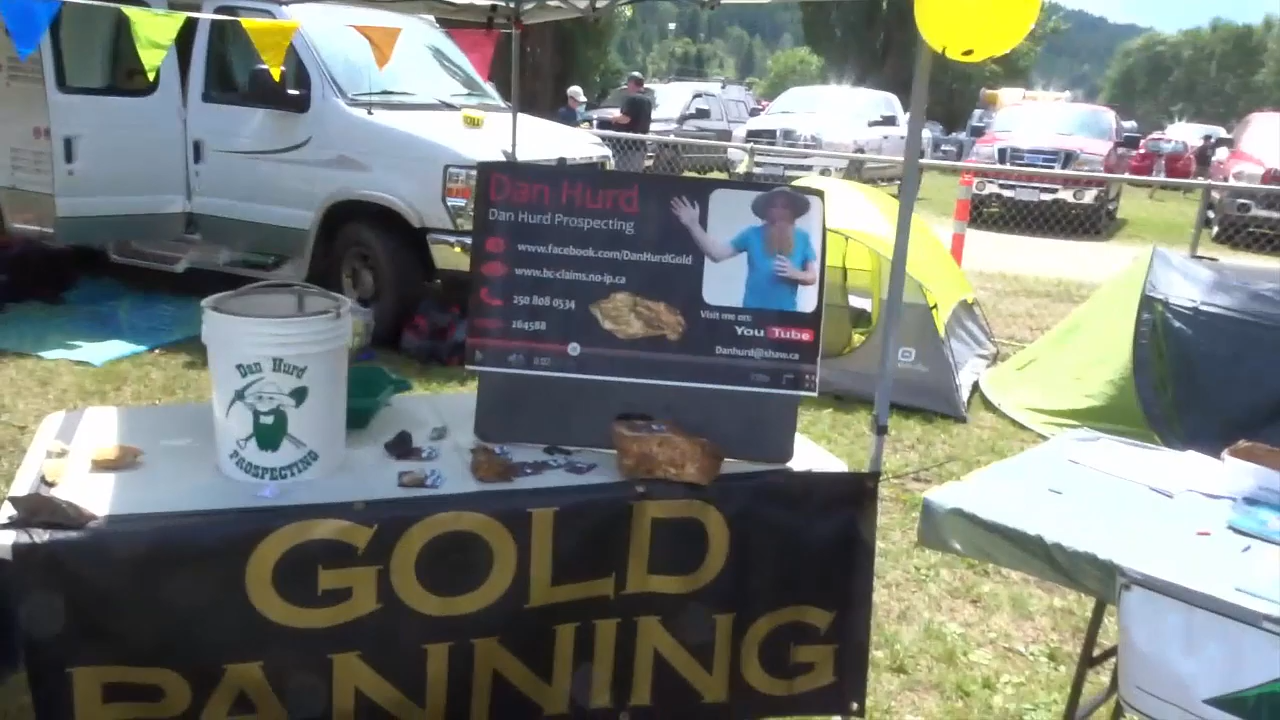 Dan Hurd
Dan Hurd Prospecting
www.facebook.com/DanHurdGold
www.bc-claims.no-ip.ca
250 808 0534
164588
Visit me on:
YouTube
Danhurd@shaw.ca
Dan Hurd
PROSPECTING
GOLD
PANNING